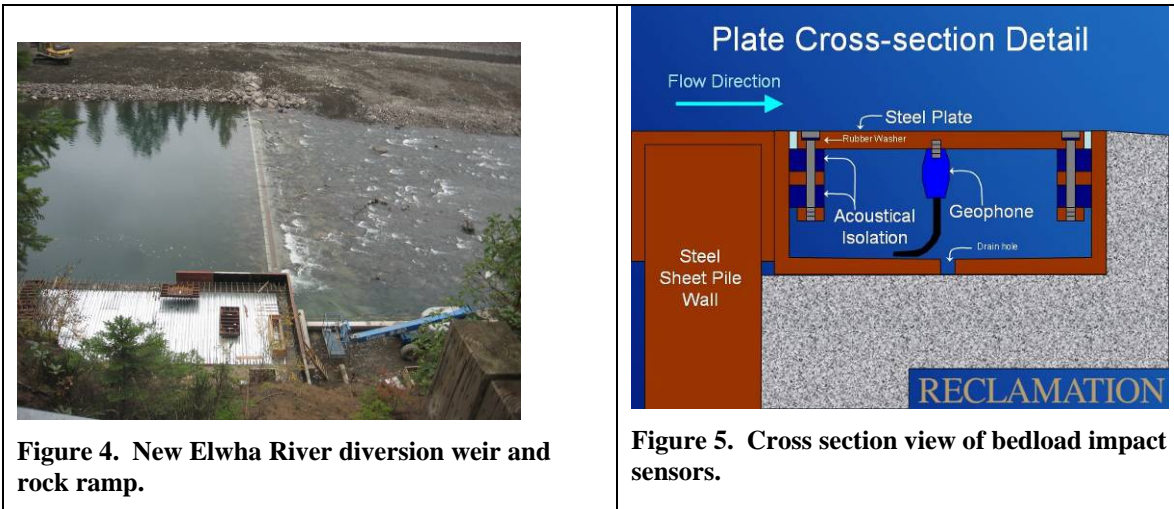 Figure 4. New Elwha River diversion weir and
rock ramp.
Plate Cross-section Detail
Flow Direction
Steel Plate
Rubber Washer
Acoustical
Isolation
Geophone
Drain hole
Steel
Sheet Pile
Wall
RECLAMATION
Figure 5. Cross section view of bedload impact
sensors.